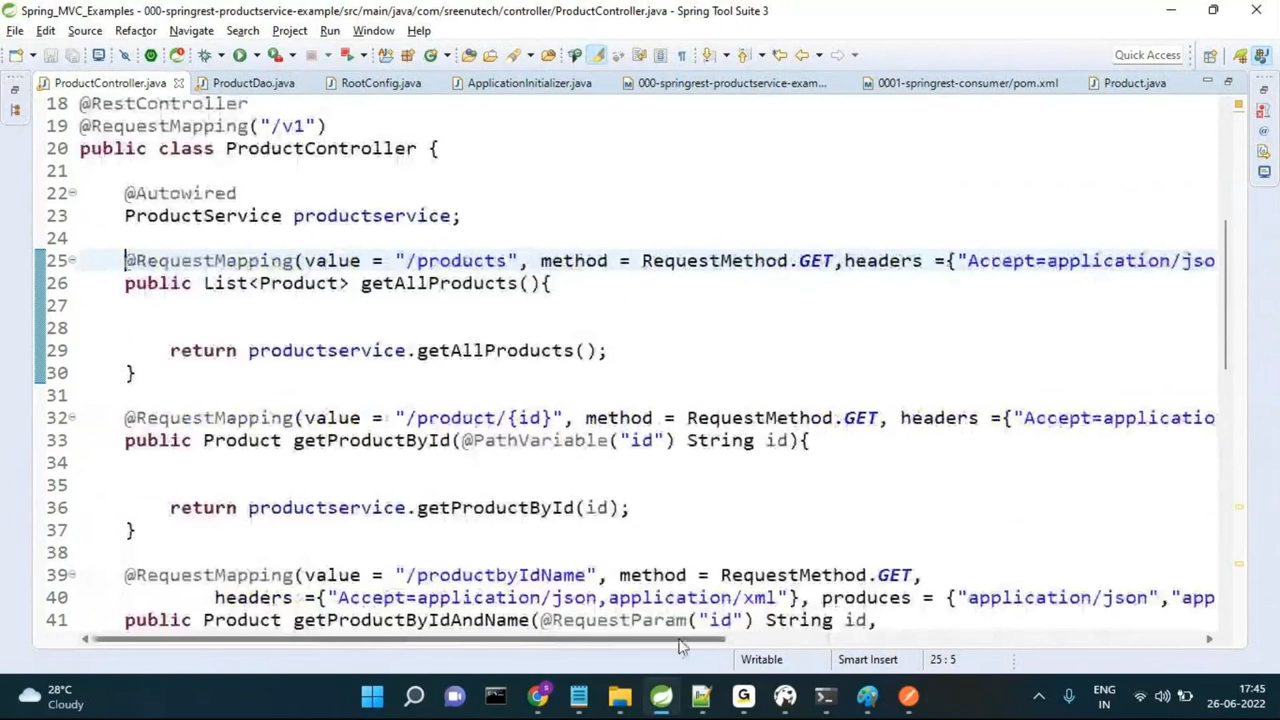 Spring_MVC_Examples - 000-springrest-productservice-example/src/main/java/com/sreenutech/controller/ProductController.java - Spring Tool Suite 3
File Edit Source Refactor Navigate Search Project Run Window Help
Quick Access
ProductController.java ProductDao.java RootConfig.java ApplicationInitializer.java 000-springrest-productservice-exam... 0001-springrest-consumer/pom.xml Product.java
18 @RestController
19 @RequestMapping("/v1")
20 public class ProductController {
21
22 @Autowired
23 ProductService productservice;
24
25 @RequestMapping(value = "/products", method = RequestMethod.GET,headers ={"Accept=application/jso
26 public List<Product> getAllProducts(){
27
28
29 return productservice.getAllProducts();
30 }
31
32 @RequestMapping(value = "/product/{id}", method = RequestMethod.GET, headers ={"Accept=applicatio
33 public Product getProductById(@PathVariable("id") String id){
34
35
36 return productservice.getProductById(id);
37 }
38
39 @RequestMapping(value = "/productbyIdName", method = RequestMethod.GET,
40 headers ={"Accept=application/json,application/xml"}, produces = {"application/json","app
41 public Product getProductByIdAndName(@RequestParam("id") String id,
Writable Smart Insert 25 : 5
28°C
Cloudy
ENG
IN
17:45
26-06-2022